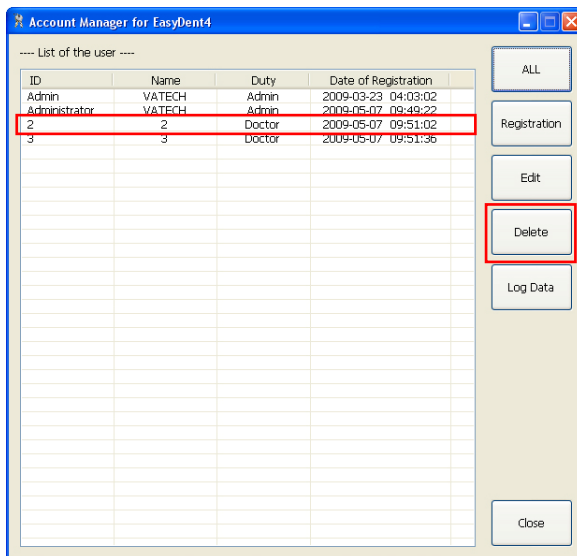 Account Manager for EasyDent4
---- List of the user ----
ALL
ID Name Duty Date of Registration
Admin VATECH Admin 2009-03-23 04:03:02
Administrator VATECH Admin 2009-05-07 09:49:22
2 2 Doctor 2009-05-07 09:51:02
3 3 Doctor 2009-05-07 09:51:36
Registration
Edit
Delete
Log Data
Close